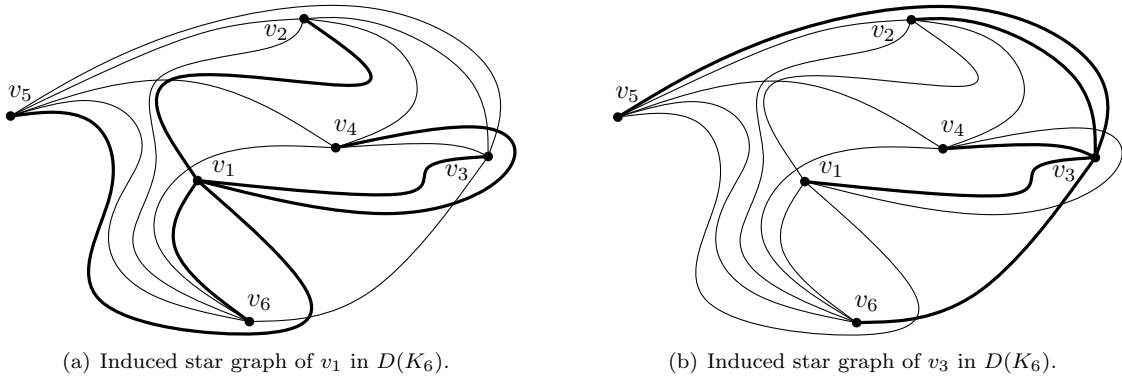 v₂
v₅
v₄
v₁
v₃
v₆
(a) Induced star graph of v₁ in D(K₆).
v₂
v₅
v₄
v₁
v₃
v₆
(b) Induced star graph of v₃ in D(K₆).